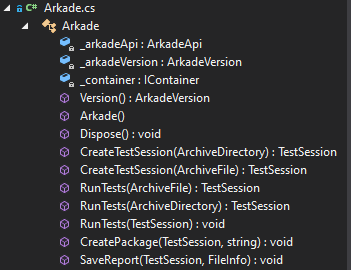 C# Arkade.cs
Arkade
_arkadeApi : ArkadeApi
_arkadeVersion : ArkadeVersion
_container : IContainer
Version() : ArkadeVersion
Arkade()
Dispose() : void
CreateTestSession(ArchiveDirectory) : TestSession
CreateTestSession(ArchiveFile) : TestSession
RunTests(ArchiveFile) : TestSession
RunTests(ArchiveDirectory) : TestSession
RunTests(TestSession) : void
CreatePackage(TestSession, string) : void
SaveReport(TestSession, FileInfo) : void